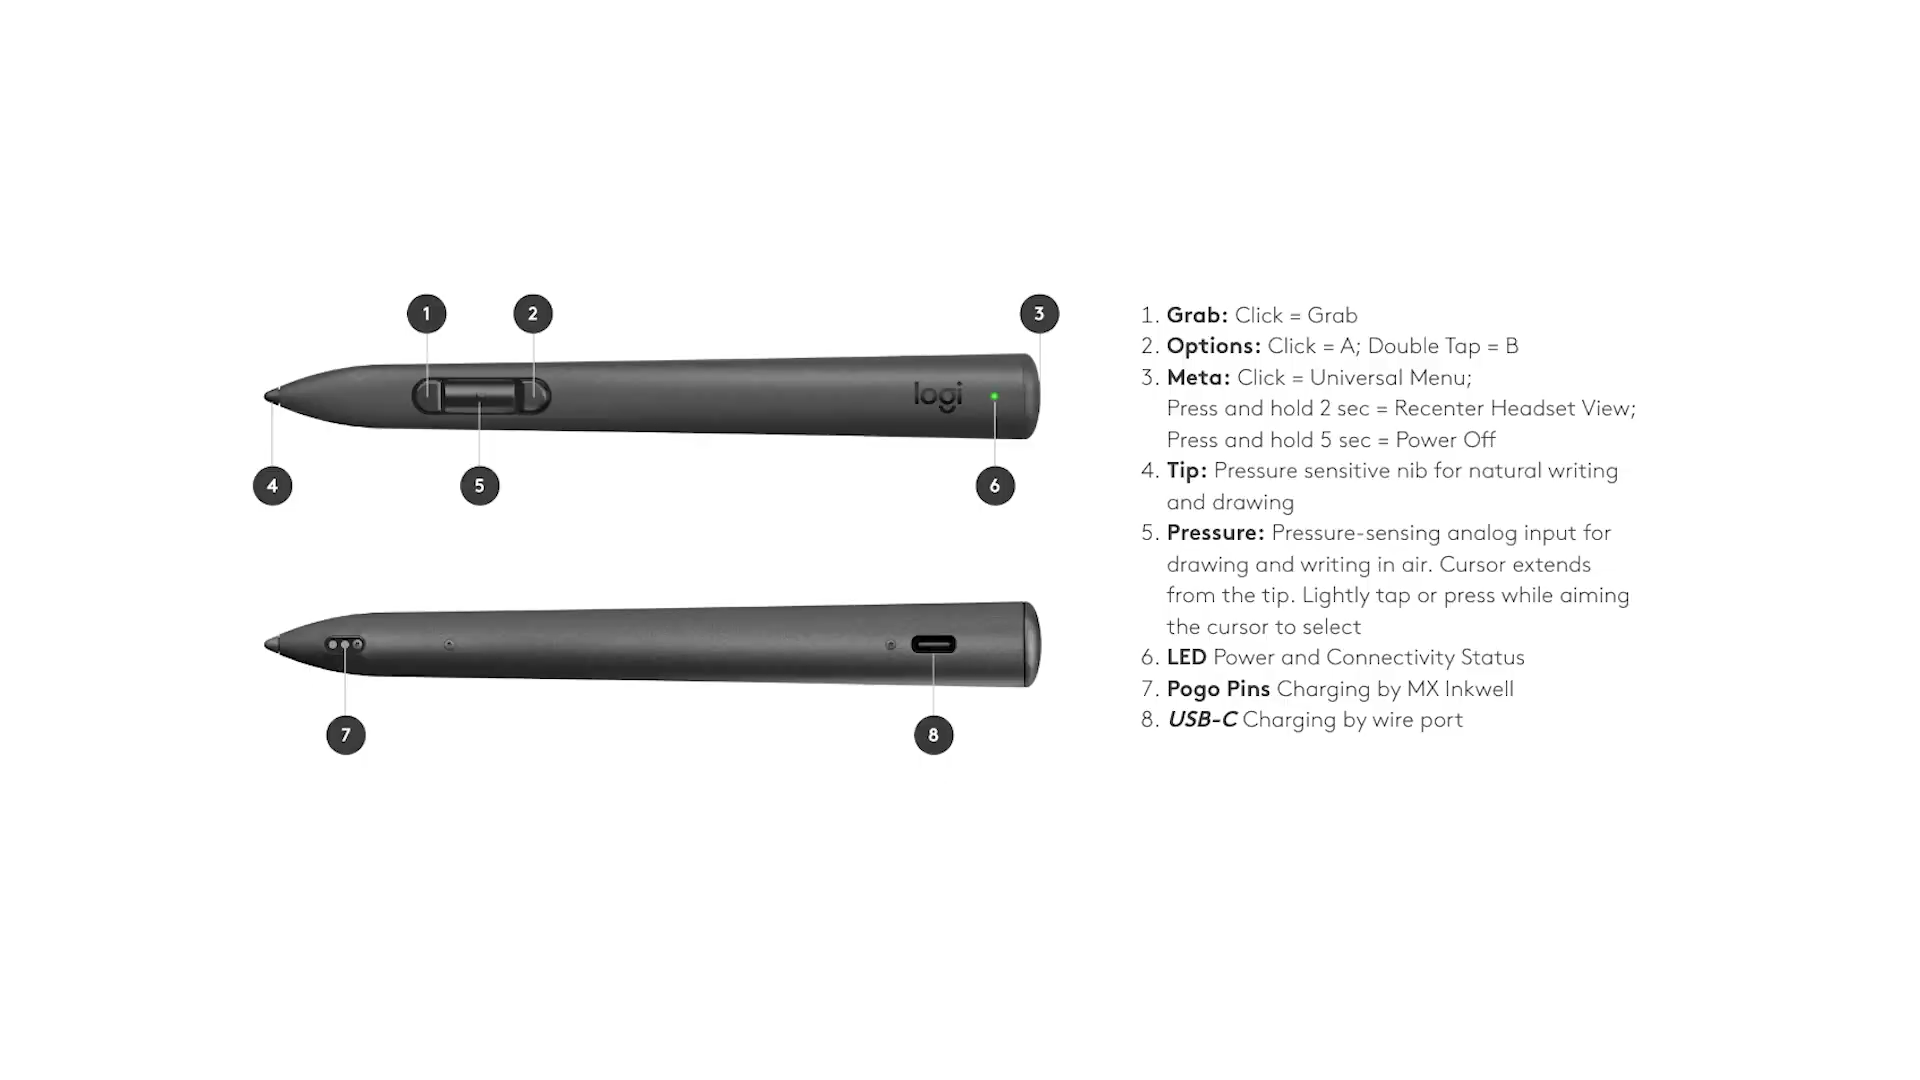 1
2
3
logi
4
5
6
7
8
1. Grab: Click = Grab
2. Options: Click = A; Double Tap = B
3. Meta: Click = Universal Menu;
Press and hold 2 sec = Recenter Headset View;
Press and hold 5 sec = Power Off
4. Tip: Pressure sensitive nib for natural writing
and drawing
5. Pressure: Pressure-sensing analog input for
drawing and writing in air. Cursor extends
from the tip. Lightly tap or press while aiming
the cursor to select
6. LED Power and Connectivity Status
7. Pogo Pins Charging by MX Inkwell
8. USB-C Charging by wire port